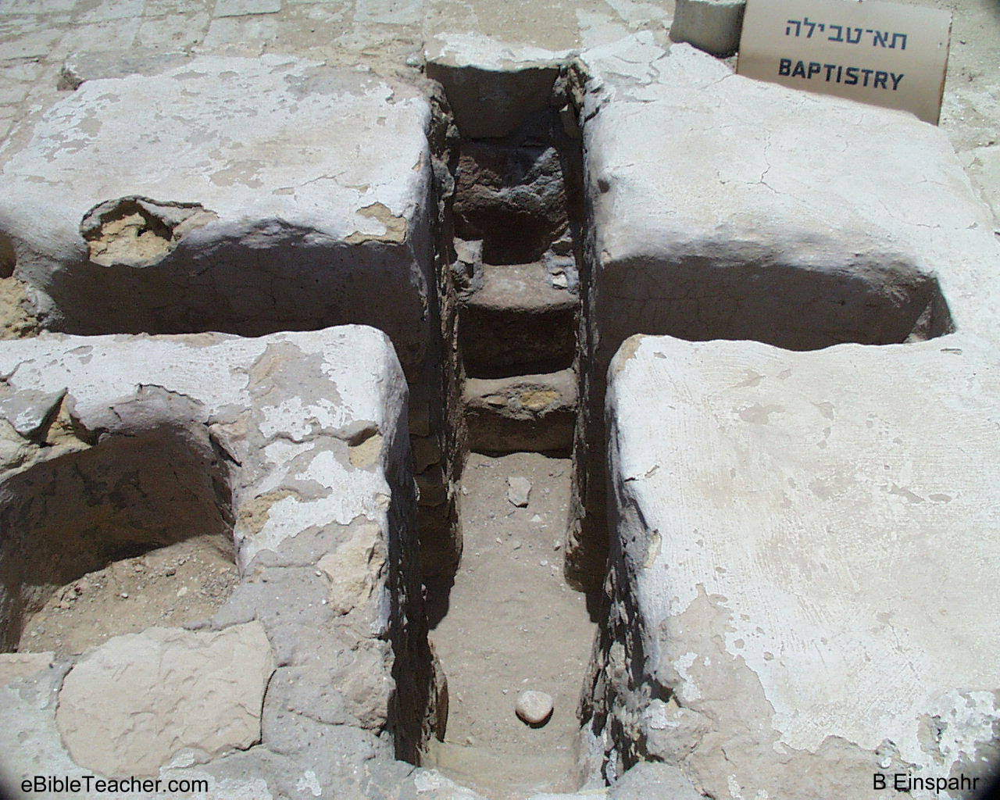 תא־טבילה
BAPTISTRY
eBibleTeacher.com
B Einspahr